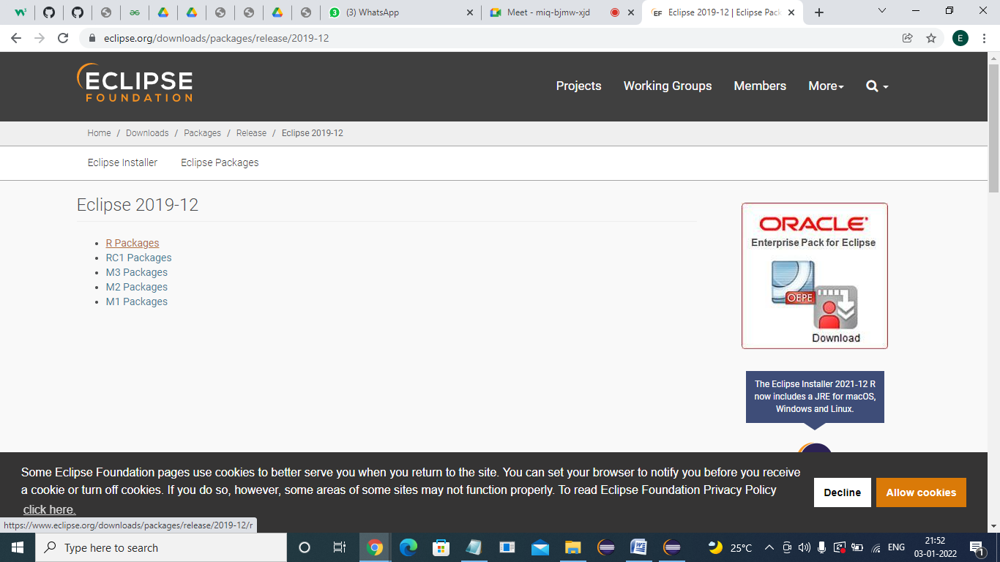 (3) WhatsApp
Meet - miq-bjmw-xjd
EF Eclipse 2019-12 | Eclipse Pack
eclipse.org/downloads/packages/release/2019-12
E
ECLIPSE
FOUNDATION
Projects Working Groups Members More
Home / Downloads / Packages / Release / Eclipse 2019-12
Eclipse Installer Eclipse Packages
Eclipse 2019-12
R Packages
RC1 Packages
M3 Packages
M2 Packages
M1 Packages
ORACLE
Enterprise Pack for Eclipse
OEPE
Download
The Eclipse Installer 2021-12 R
now includes a JRE for macOS,
Windows and Linux.
Some Eclipse Foundation pages use cookies to better serve you when you return to the site. You can set your browser to notify you before you receive
a cookie or turn off cookies. If you do so, however, some areas of some sites may not function properly. To read Eclipse Foundation Privacy Policy
click here.
Decline Allow cookies
https://www.eclipse.org/downloads/packages/release/2019-12/r
Type here to search
25°C
ENG
21:52
03-01-2022
1